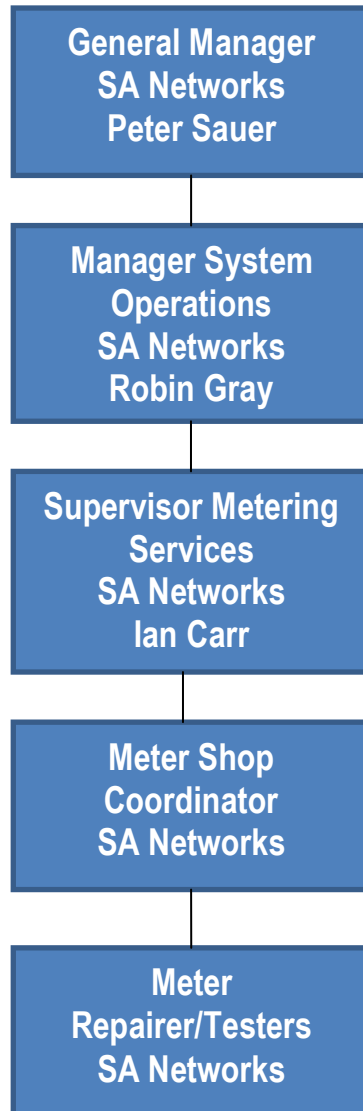 General Manager
SA Networks
Peter Sauer
Manager System
Operations
SA Networks
Robin Gray
Supervisor Metering
Services
SA Networks
Ian Carr
Meter Shop
Coordinator
SA Networks
Meter
Repairer/Testers
SA Networks